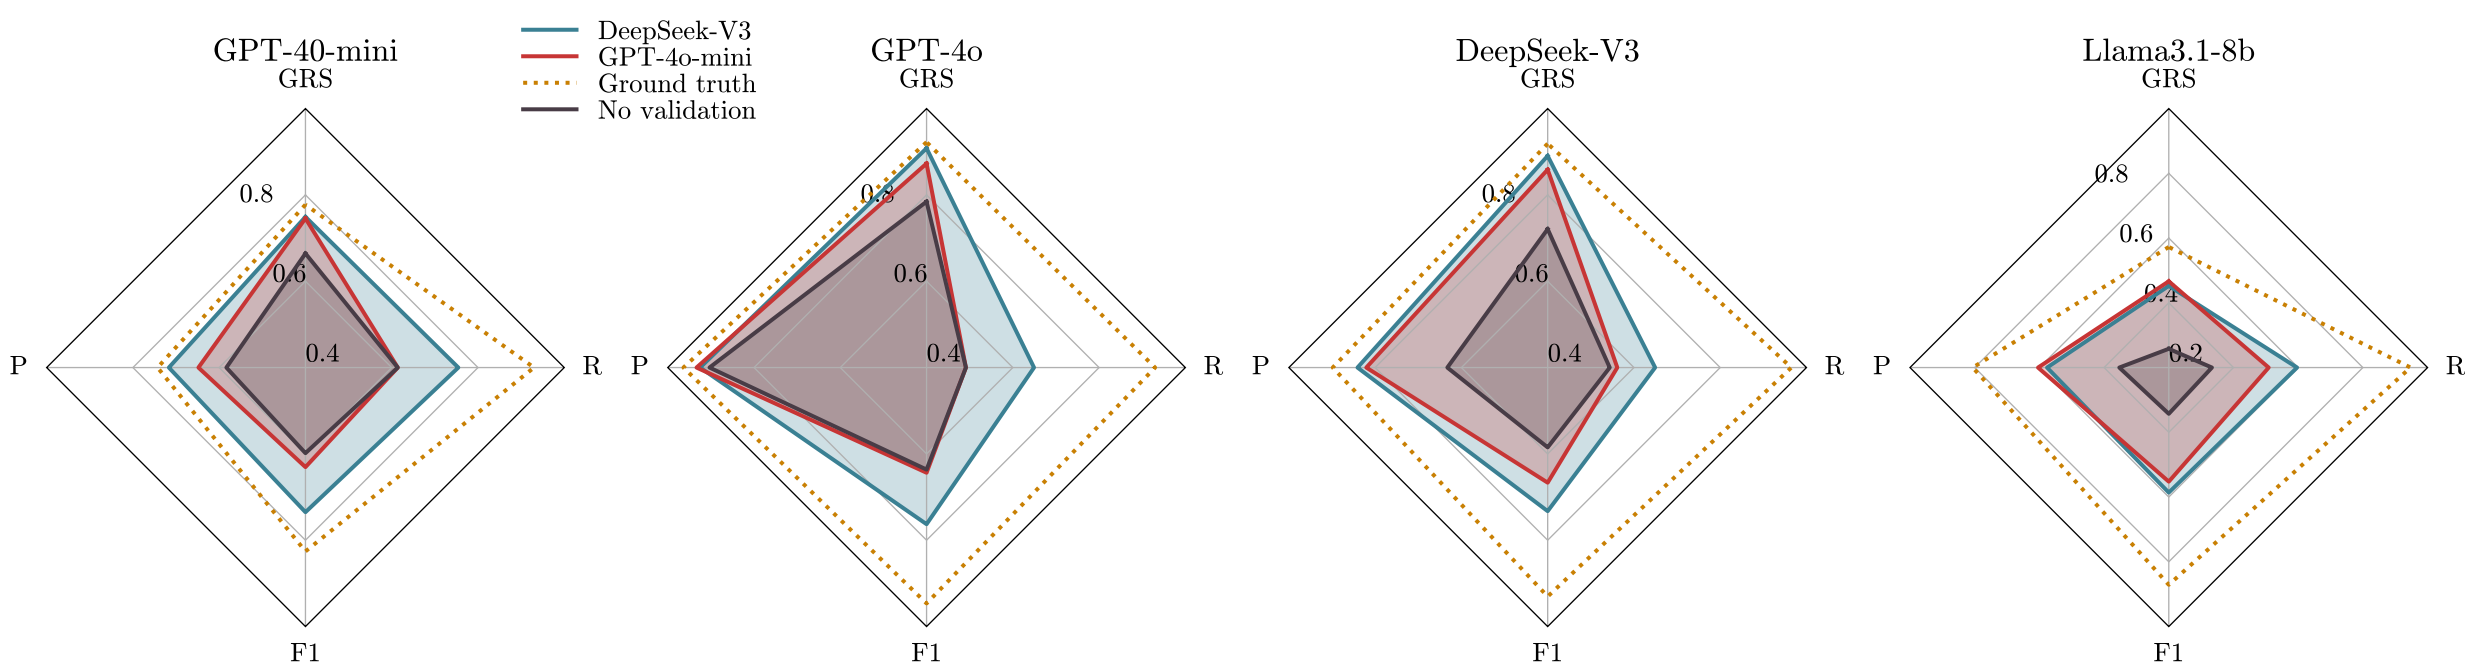 DeepSeek-V3
GPT-4o-mini
Ground truth
No validation
GPT-40-mini
GRS
0.8
0.6
0.4
P
R
F1
GPT-4o
GRS
0.8
0.6
0.4
P
R
F1
DeepSeek-V3
GRS
0.8
0.6
0.4
P
R
F1
Llama3.1-8b
GRS
0.8
0.6
0.4
0.2
P
R
F1